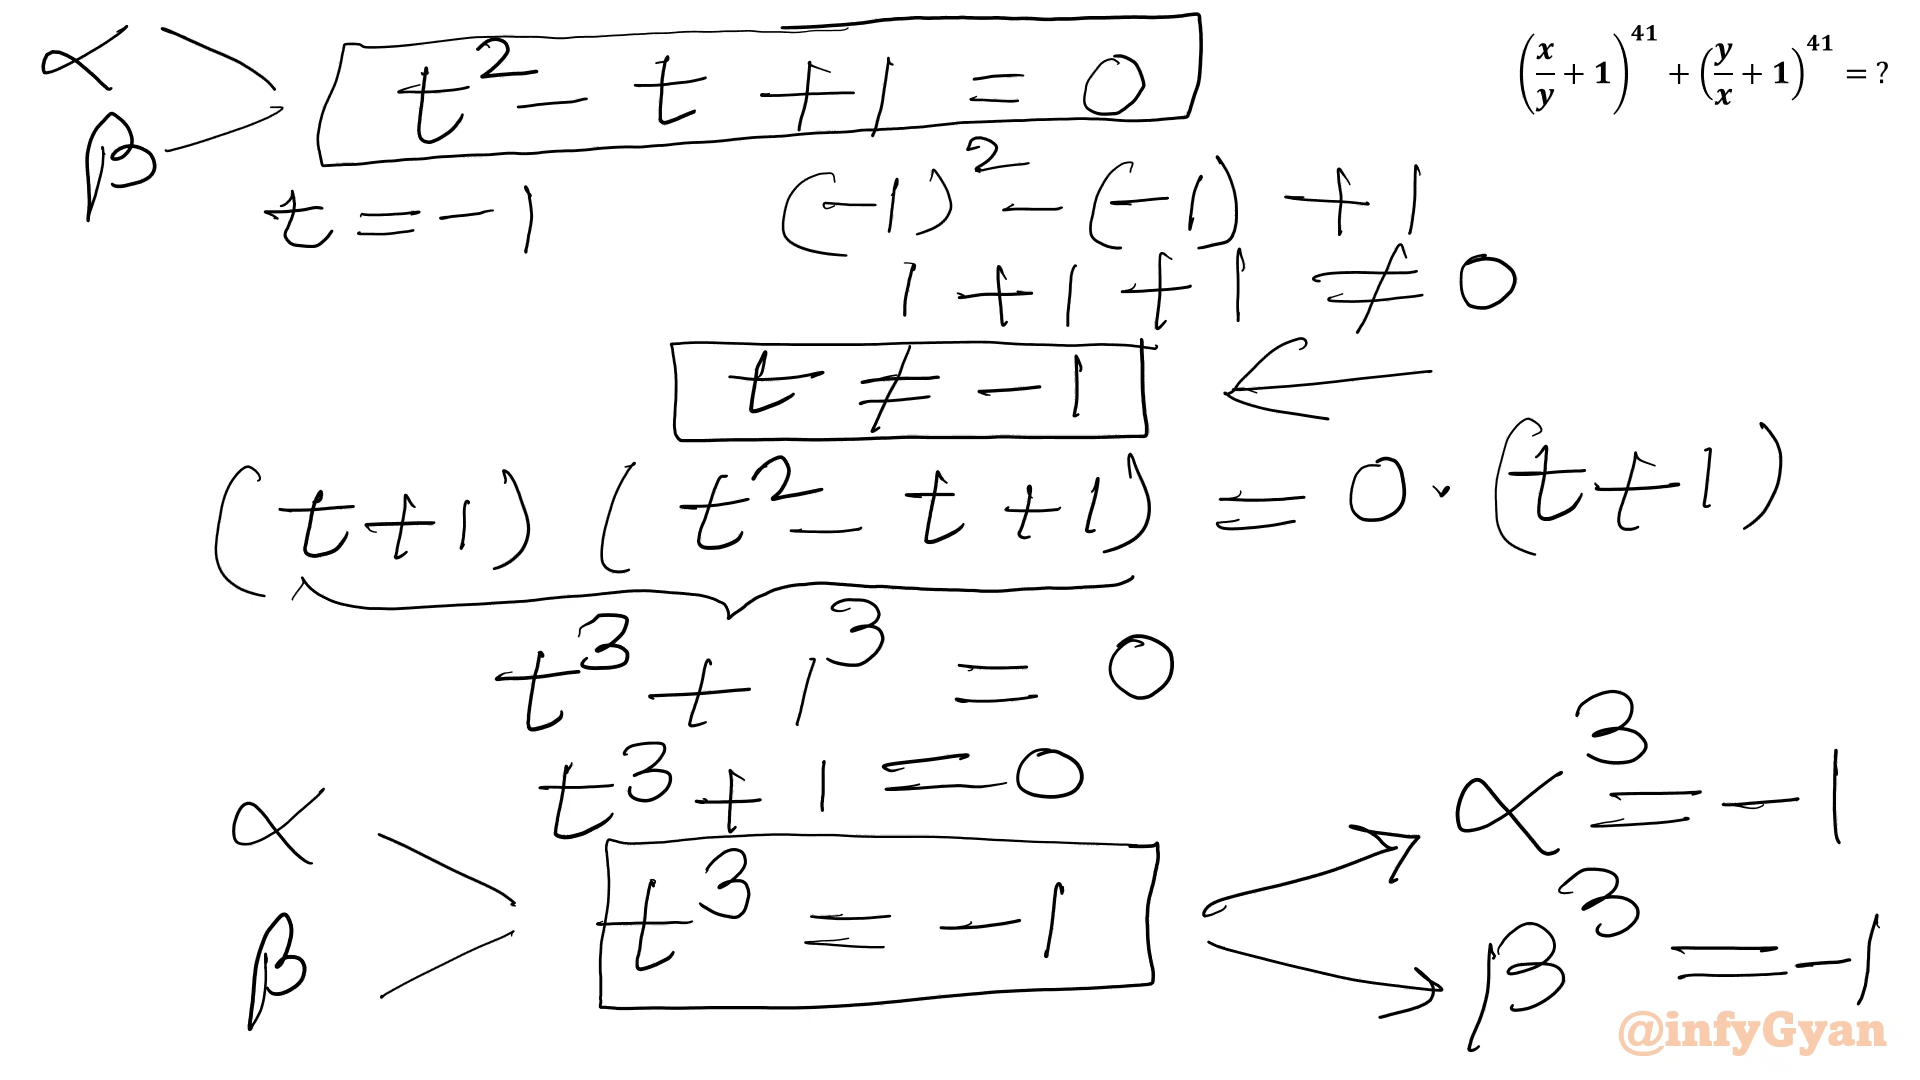 α
β
t² - t + 1 = 0
(x/y + 1)⁴¹ + (y/x + 1)⁴¹ = ?
t = -1
(-1)² - (-1) + 1
1 + 1 + 1 ≠ 0
t ≠ -1
(t+1) (t² - t + 1) = 0 · (t+1)
t³ + 1³ = 0
t³ + 1 = 0
α
β
t³ = -1
α³ = -1
β³ = -1
@infyGyan